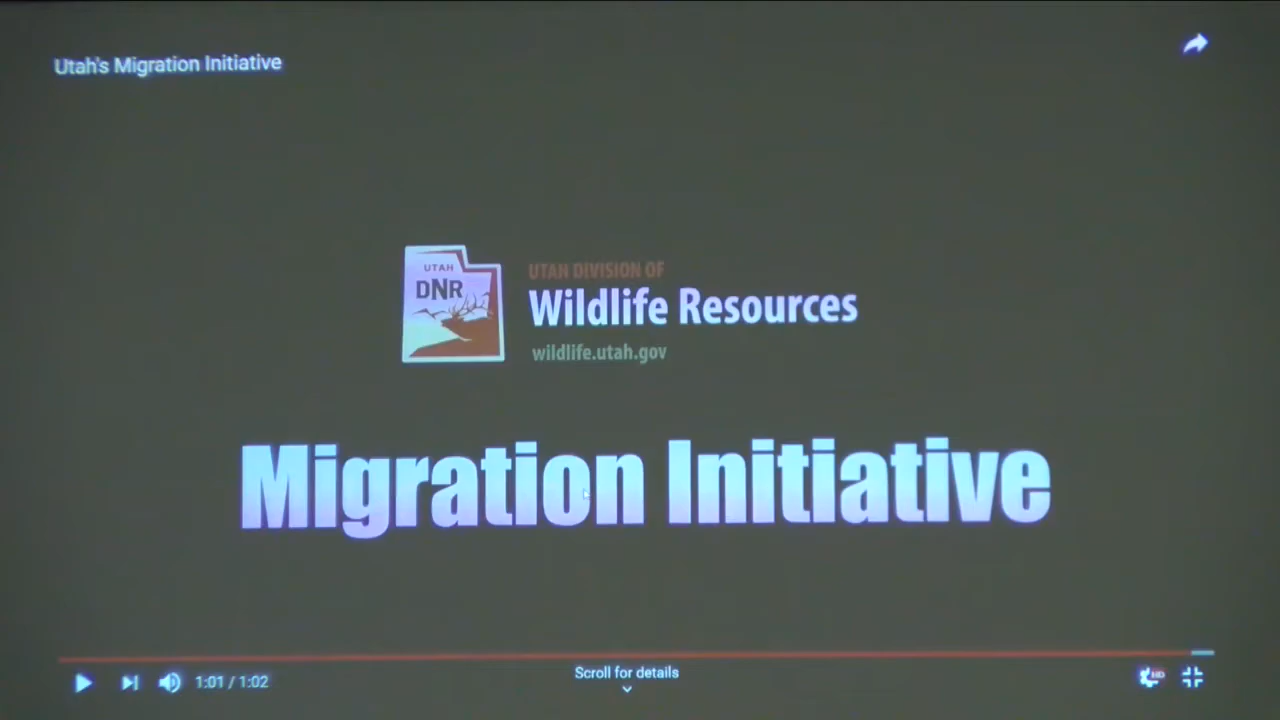 Utah's Migration Initiative
UTAH
DNR
UTAH DIVISION OF
Wildlife Resources
wildlife.utah.gov
Migration Initiative
1:01 / 1:02
Scroll for details
HD